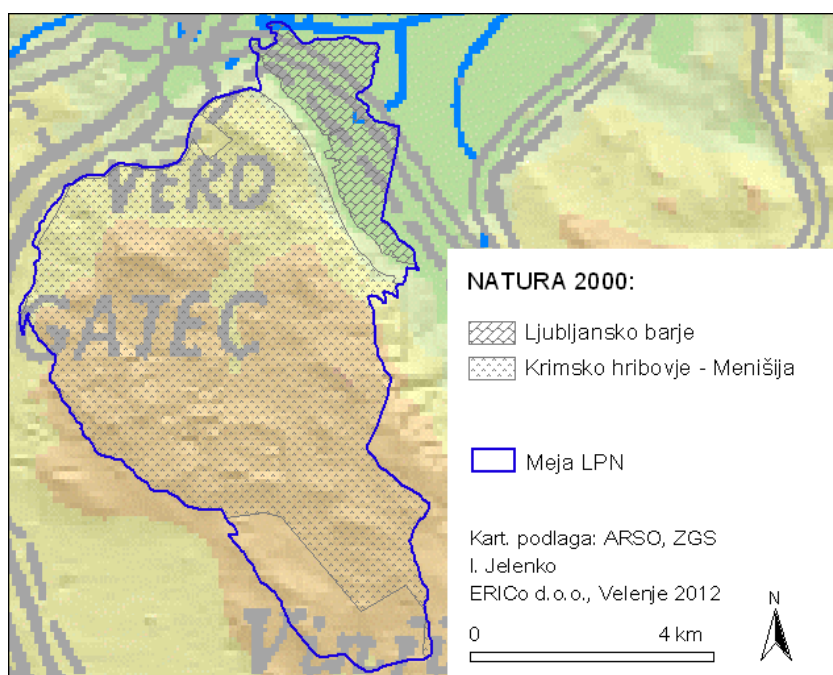 VERD
GATEC
NATURA 2000:
Ljubljansko barje
Krimsko hribovje - Menišija
Meja LPN
Kart. podlaga: ARSO, ZGS
I. Jelenko
ERICo d.o.o., Velenje 2012
N
0 4 km